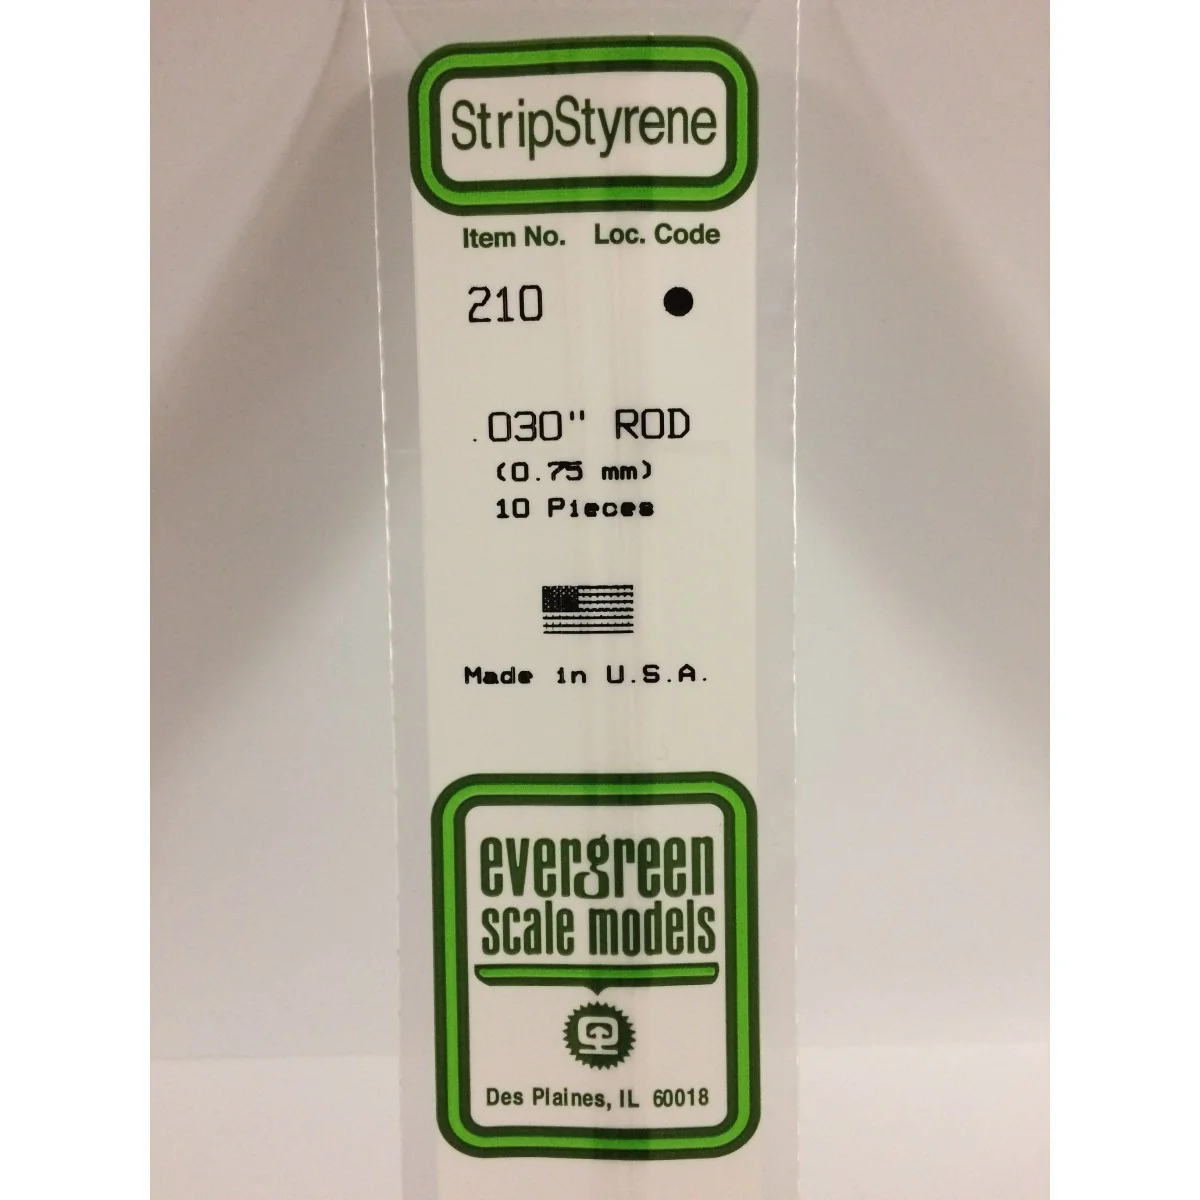 StripStyrene
Item No. Loc. Code
210 ●
.030" ROD
(0.75 mm)
10 Pieces
Made in U.S.A.
evergreen
scale models
Des Plaines, IL 60018